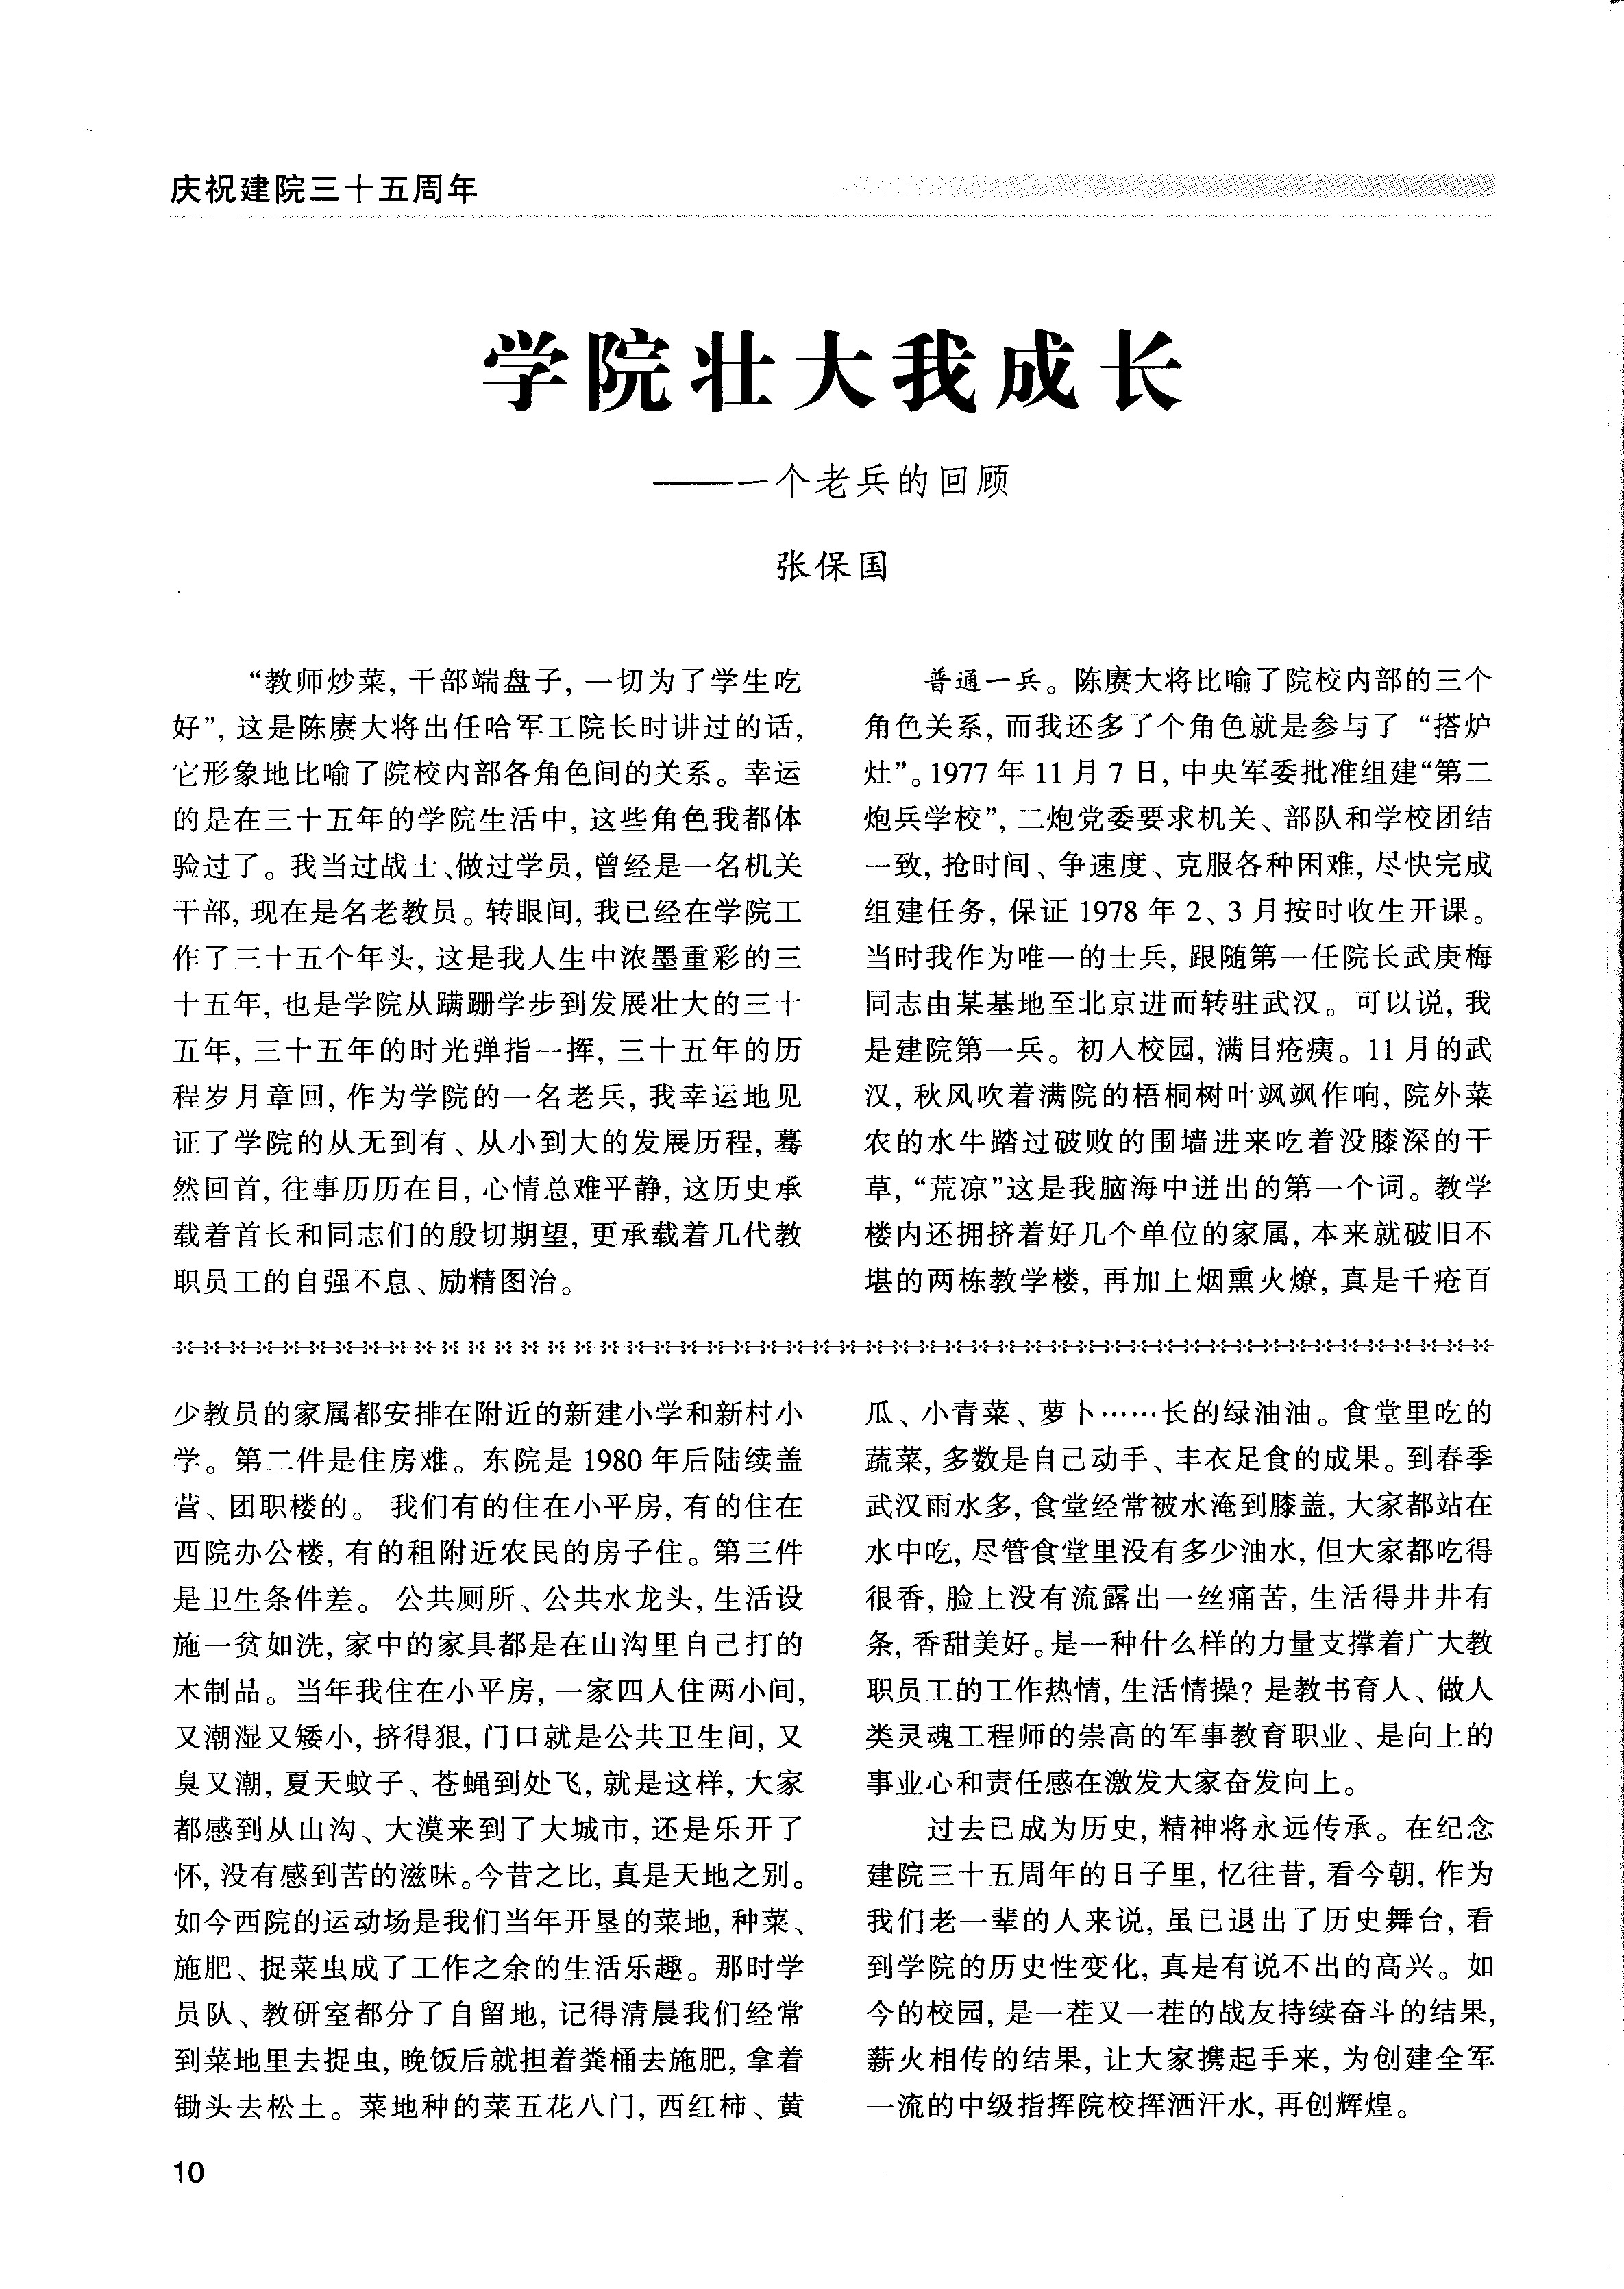 庆祝建院三十五周年
学院壮大我成长
———一个老兵的回顾
张保国
“教师炒菜, 干部端盘子, 一切为了学生吃
好”, 这是陈赓大将出任哈军工院长时讲过的话,
它形象地比喻了院校内部各角色间的关系。幸运
的是在三十五年的学院生活中, 这些角色我都体
验过了。我当过战士、做过学员, 曾经是一名机关
干部, 现在是名老教员。转眼间, 我已经在学院工
作了三十五个年头, 这是我人生中浓墨重彩的三
十五年, 也是学院从蹒跚学步到发展壮大的三十
五年, 三十五年的时光弹指一挥, 三十五年的历
程岁月章回, 作为学院的一名老兵, 我幸运地见
证了学院的从无到有、从小到大的发展历程, 蓦
然回首, 往事历历在目, 心情总难平静, 这历史承
载着首长和同志们的殷切期望, 更承载着几代教
职员工的自强不息、励精图治。
普通一兵。陈赓大将比喻了院校内部的三个
角色关系, 而我还多了个角色就是参与了 “搭炉
灶”。1977 年 11 月 7 日, 中央军委批准组建“第二
炮兵学校”, 二炮党委要求机关、部队和学校团结
一致, 抢时间、争速度、克服各种困难, 尽快完成
组建任务, 保证 1978 年 2、3 月按时收生开课。
当时我作为唯一的士兵, 跟随第一任院长武庚梅
同志由某基地至北京进而转驻武汉。可以说, 我
是建院第一兵。初入校园, 满目疮痍。11 月的武
汉, 秋风吹着满院的梧桐树叶飒飒作响, 院外菜
农的水牛踏过破败的围墙进来吃着没膝深的干
草, “荒凉”这是我脑海中迸出的第一个词。教学
楼内还拥挤着好几个单位的家属, 本来就破旧不
堪的两栋教学楼, 再加上烟熏火燎, 真是千疮百
少教员的家属都安排在附近的新建小学和新村小
学。第二件是住房难。东院是 1980 年后陆续盖
营、团职楼的。 我们有的住在小平房, 有的住在
西院办公楼, 有的租附近农民的房子住。第三件
是卫生条件差。 公共厕所、公共水龙头, 生活设
施一贫如洗, 家中的家具都是在山沟里自己打的
木制品。当年我住在小平房, 一家四人住两小间,
又潮湿又矮小, 挤得狠, 门口就是公共卫生间, 又
臭又潮, 夏天蚊子、苍蝇到处飞, 就是这样, 大家
都感到从山沟、大漠来到了大城市, 还是乐开了
怀, 没有感到苦的滋味。今昔之比, 真是天地之别。
如今西院的运动场是我们当年开垦的菜地, 种菜、
施肥、捉菜虫成了工作之余的生活乐趣。那时学
员队、教研室都分了自留地, 记得清晨我们经常
到菜地里去捉虫, 晚饭后就担着粪桶去施肥, 拿着
锄头去松土。菜地种的菜五花八门, 西红柿、黄
瓜、小青菜、萝卜……长的绿油油。食堂里吃的
蔬菜, 多数是自己动手、丰衣足食的成果。到春季
武汉雨水多, 食堂经常被水淹到膝盖, 大家都站在
水中吃, 尽管食堂里没有多少油水, 但大家都吃得
很香, 脸上没有流露出一丝痛苦, 生活得井井有
条, 香甜美好。是一种什么样的力量支撑着广大教
职员工的工作热情, 生活情操? 是教书育人、做人
类灵魂工程师的崇高的军事教育职业、是向上的
事业心和责任感在激发大家奋发向上。
过去已成为历史, 精神将永远传承。在纪念
建院三十五周年的日子里, 忆往昔, 看今朝, 作为
我们老一辈的人来说, 虽已退出了历史舞台, 看
到学院的历史性变化, 真是有说不出的高兴。如
今的校园, 是一茬又一茬的战友持续奋斗的结果,
薪火相传的结果, 让大家携起手来, 为创建全军
一流的中级指挥院校挥洒汗水, 再创辉煌。
10